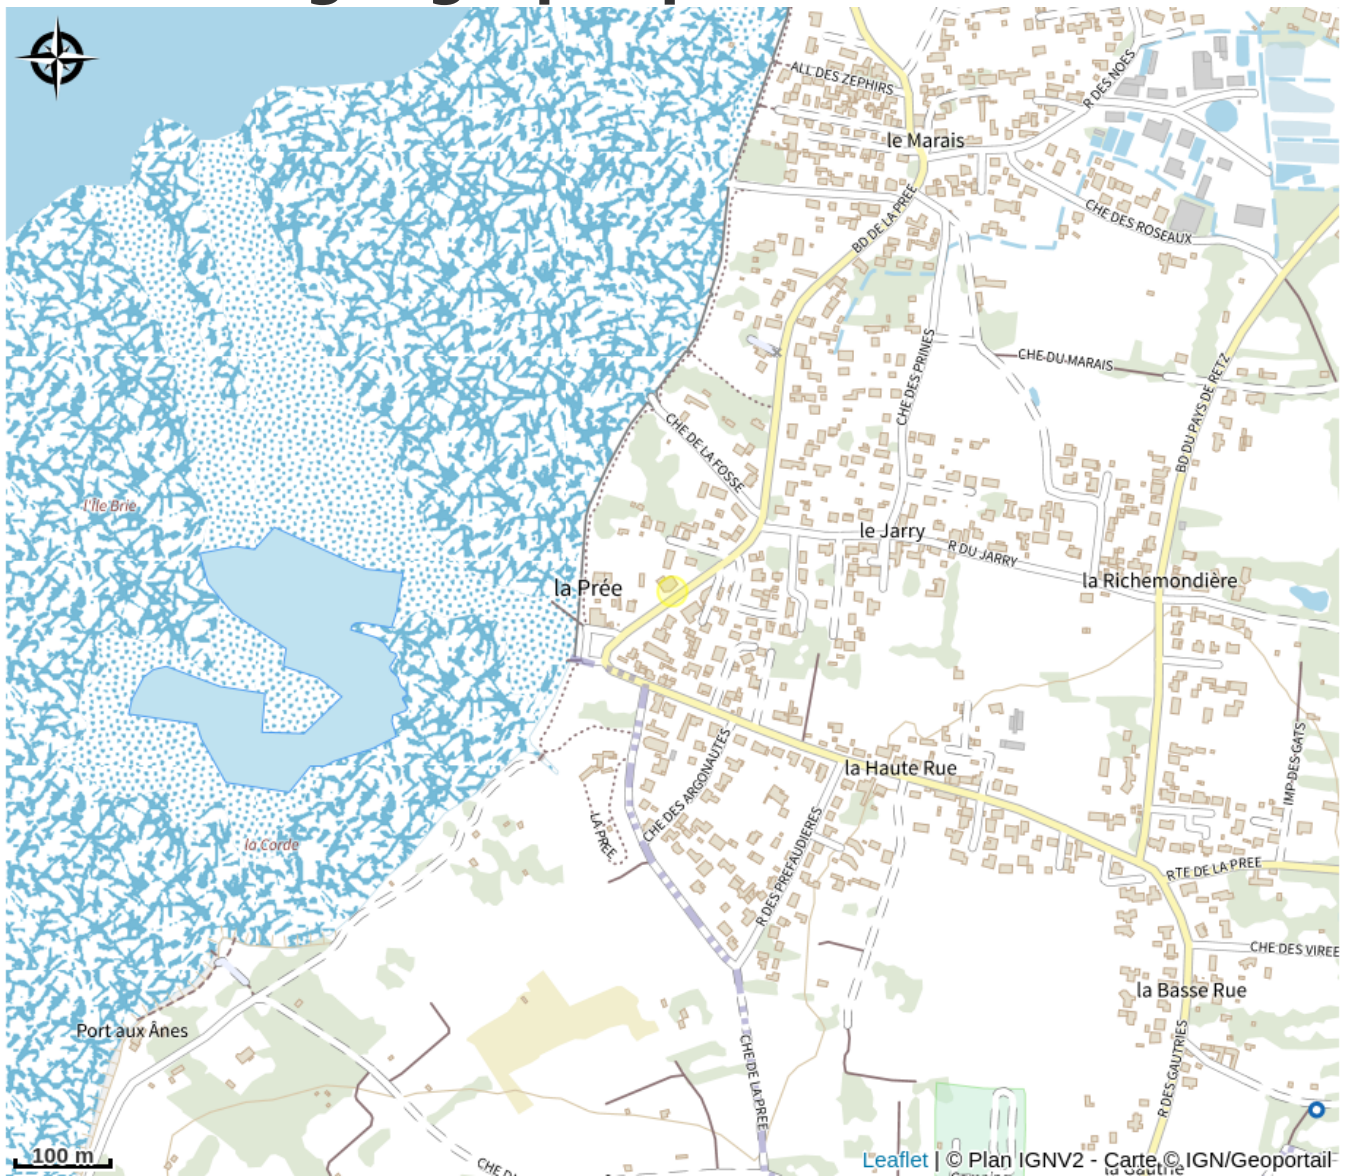 ALL DES ZEPHIRS
R DES NOES
le Marais
BD DE LA PREE
CHE DES ROSEAUX
CHE DES PRINES
CHE DU MARAIS
BD DU PAYS DE RETZ
CHE DE LA FOSSE
l'Île Brie
le Jarry
R DU JARRY
la Prée
la Richemondière
CHE DES ARGONAUTES
la Haute Rue
IMP DES GATS
la Corde
LA PREE
R DES PREFAUDIERES
RTE DE LA PREE
CHE DES VIREE
la Basse Rue
Port aux Ânes
CHE DE LA PREE
R DES GAUTRIES
100 m
Leaflet | © Plan IGNV2 - Carte © IGN/Geoportail